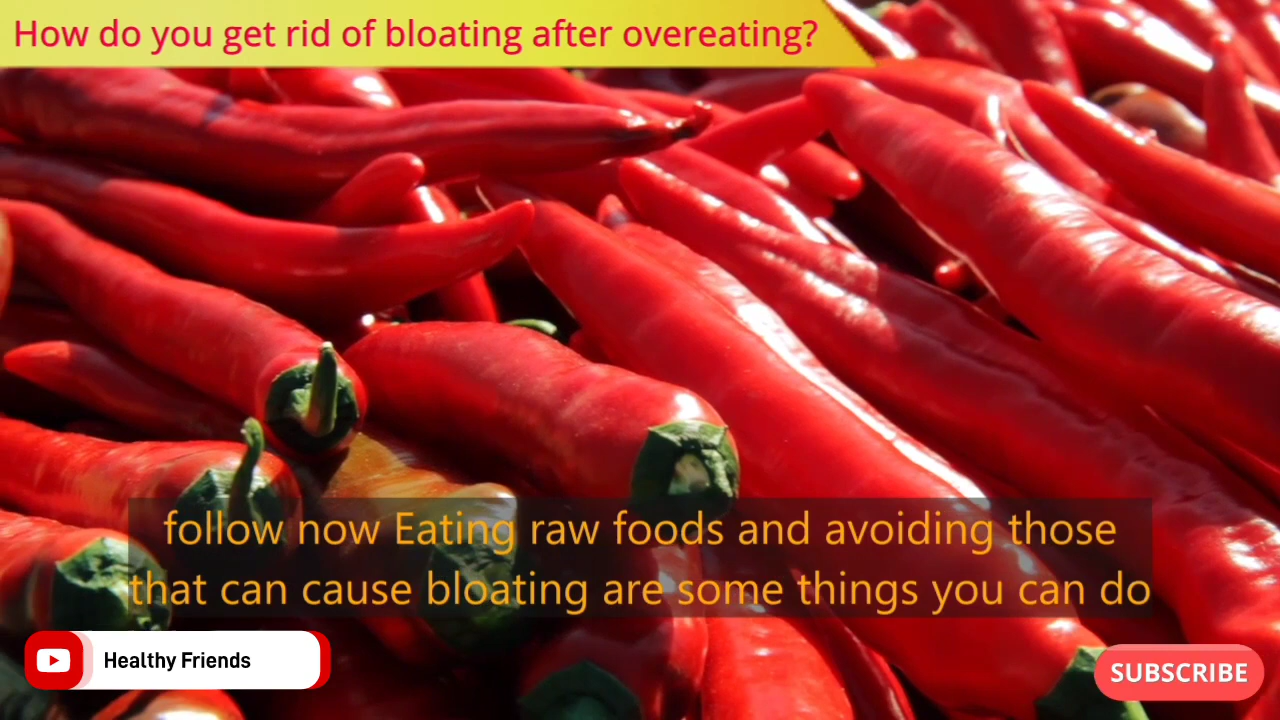 How do you get rid of bloating after overeating?
follow now Eating raw foods and avoiding those
that can cause bloating are some things you can do
Healthy Friends
SUBSCRIBE